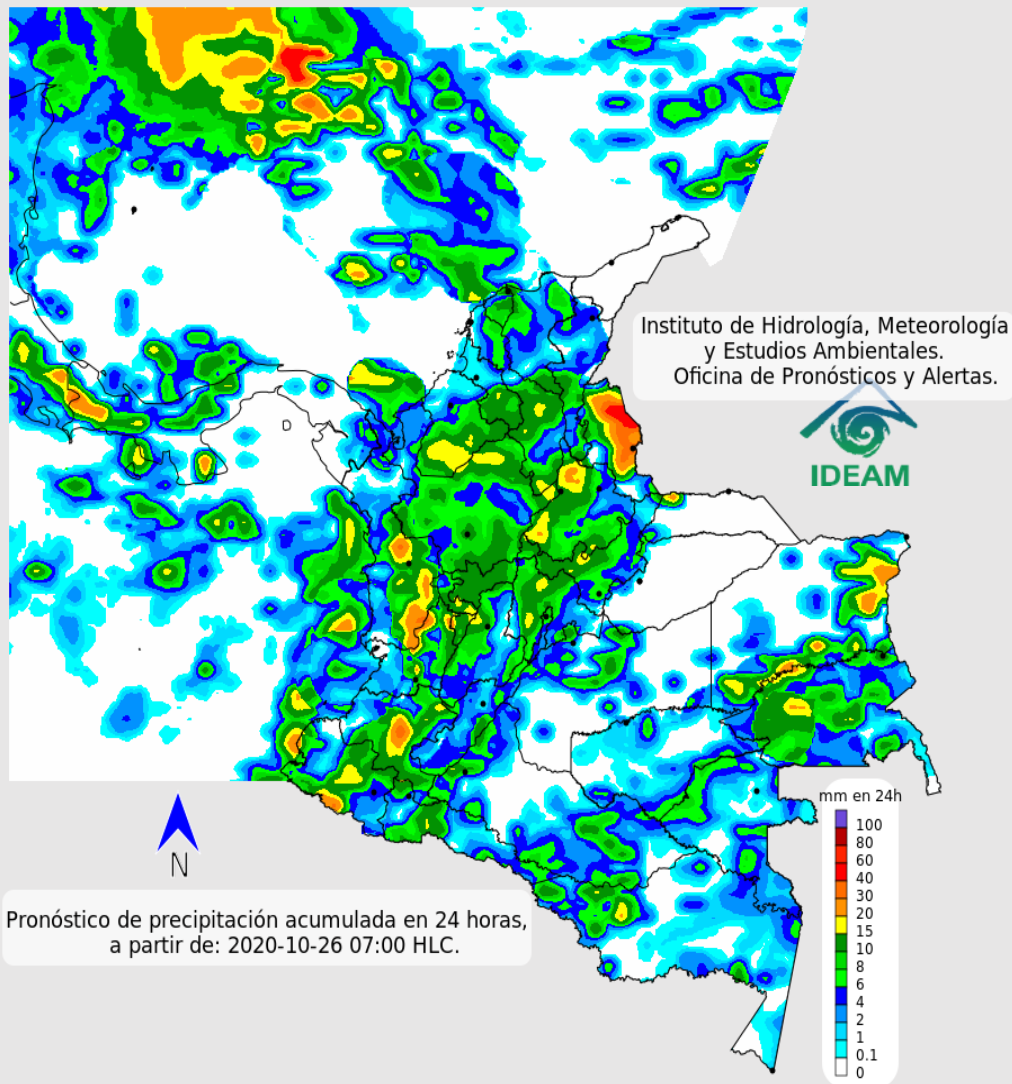 Instituto de Hidrología, Meteorología
y Estudios Ambientales.
Oficina de Pronósticos y Alertas.
IDEAM
mm en 24h
100
80
60
40
30
20
15
10
8
6
4
2
1
0.1
0
N
Pronóstico de precipitación acumulada en 24 horas,
a partir de: 2020-10-26 07:00 HLC.